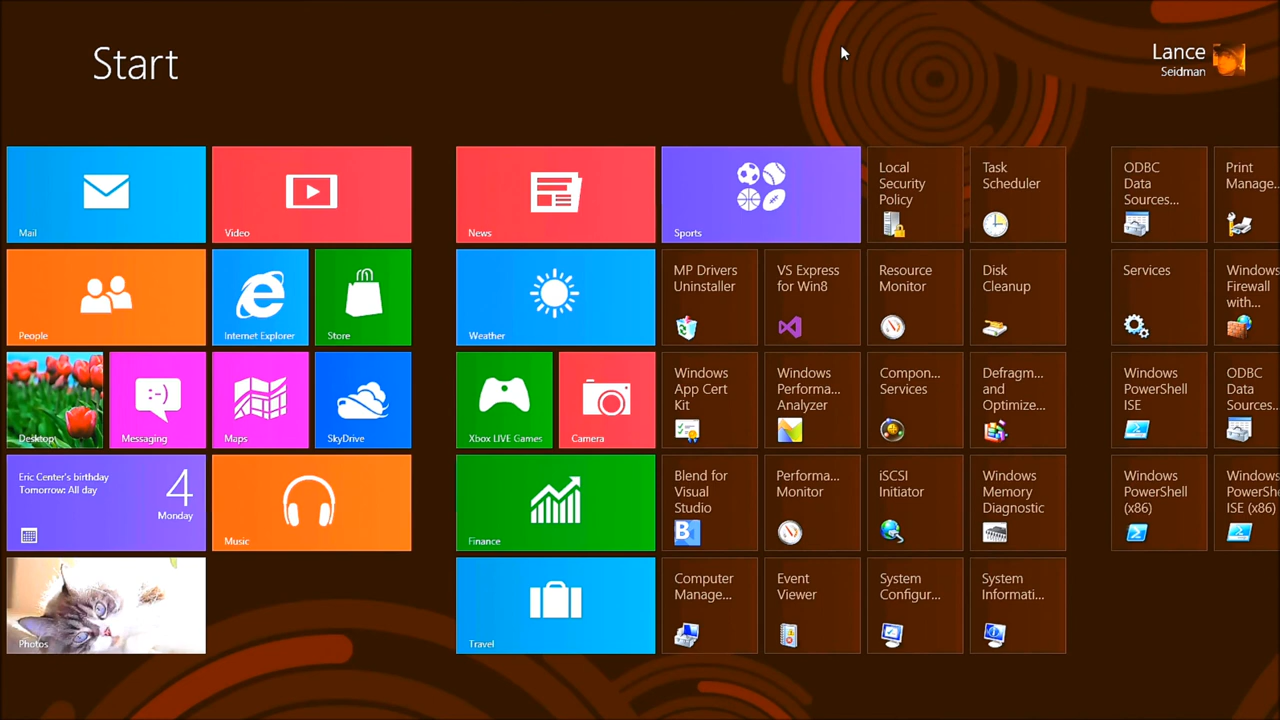 Start
Lance
Seidman
Mail
Video
People
Internet Explorer
Store
Desktop
Messaging
Maps
SkyDrive
Eric Center's birthday
Tomorrow: All day
4
Monday
Music
Photos
News
Sports
Weather
Xbox LIVE Games
Camera
Finance
Travel
Local
Security
Policy
Task
Scheduler
MP Drivers
Uninstaller
VS Express
for Win8
Resource
Monitor
Disk
Cleanup
Windows
App Cert
Kit
Windows
Performa...
Analyzer
Compon...
Services
Defragm...
and
Optimize...
Blend for
Visual
Studio
Performa...
Monitor
iSCSI
Initiator
Windows
Memory
Diagnostic
Computer
Manage...
Event
Viewer
System
Configur...
System
Informati...
ODBC
Data
Sources...
Print
Manage...
Services
Windows
Firewall
with...
Windows
PowerShell
ISE
ODBC
Data
Sources...
Windows
PowerShell
(x86)
Windows
PowerShe
ISE (x86)